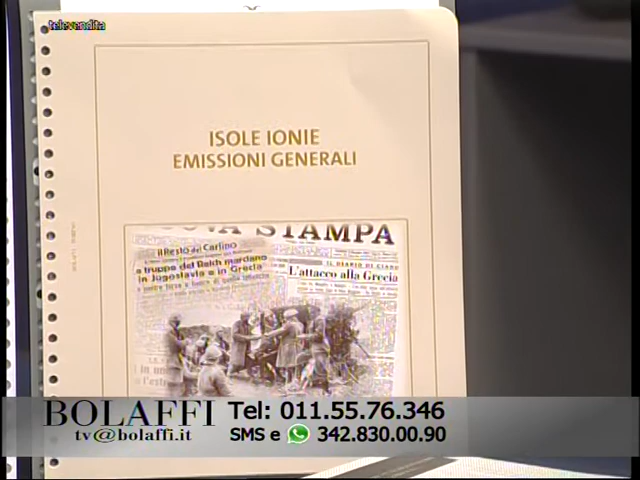 televendita
ISOLE IONIE
EMISSIONI GENERALI
STAMPA
il Resto del Carlino
IL DIARIO DI
truppe del Reich marciano
in Jugoslavia e in Grecia
L'attacco alla Grecia
BOLAFFI
tv@bolaffi.it
Tel: 011.55.76.346
SMS e 342.830.00.90